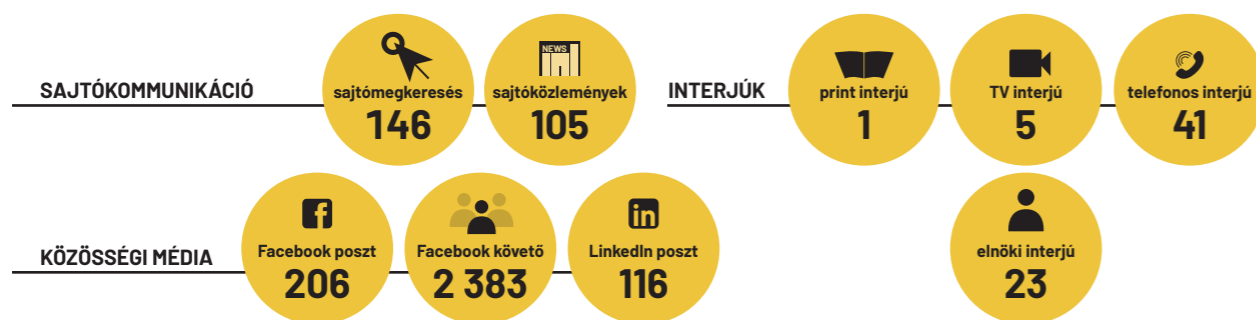 SAJTÓKOMMUNIKÁCIÓ
sajtómegkeresés
146
NEWS
sajtóközlemények
105
INTERJÚK
print interjú
1
TV interjú
5
telefonos interjú
41
elnöki interjú
23
KÖZÖSSÉGI MÉDIA
Facebook poszt
206
Facebook követő
2 383
in
LinkedIn poszt
116